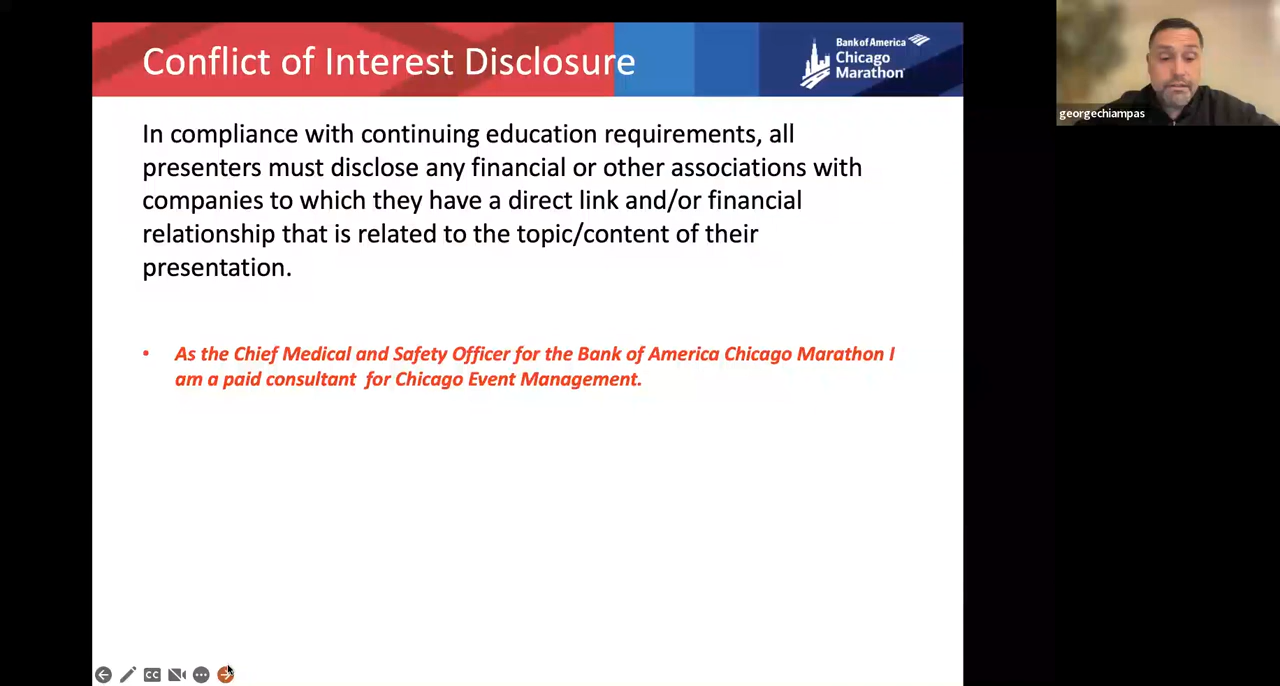 Conflict of Interest Disclosure
Bank of America
Chicago
Marathon
georgechiampas
In compliance with continuing education requirements, all
presenters must disclose any financial or other associations with
companies to which they have a direct link and/or financial
relationship that is related to the topic/content of their
presentation.
• As the Chief Medical and Safety Officer for the Bank of America Chicago Marathon I
am a paid consultant  for Chicago Event Management.
CC